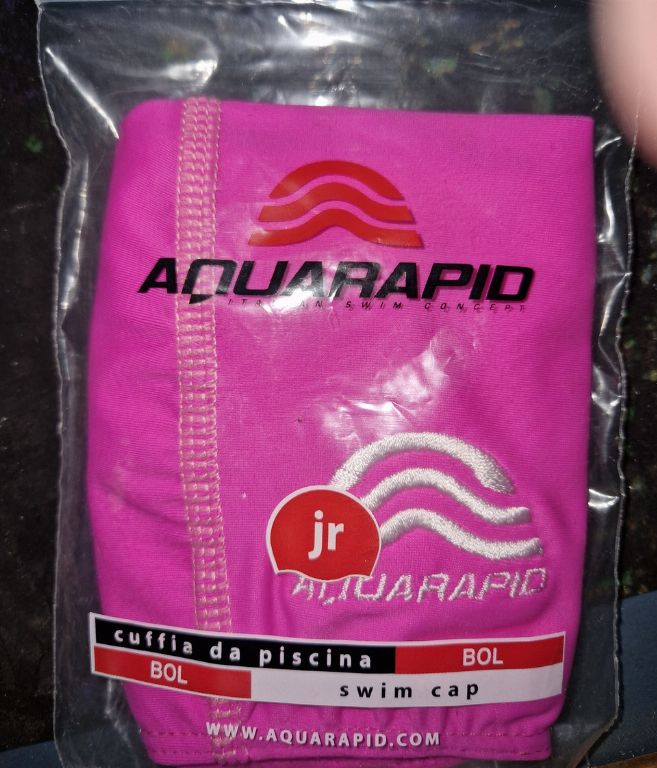 AQUARAPID
ITALIAN SWIM CONCEPT
jr
AQUARAPID
cuffia da piscina BOL
BOL swim cap
WWW.AQUARAPID.COM